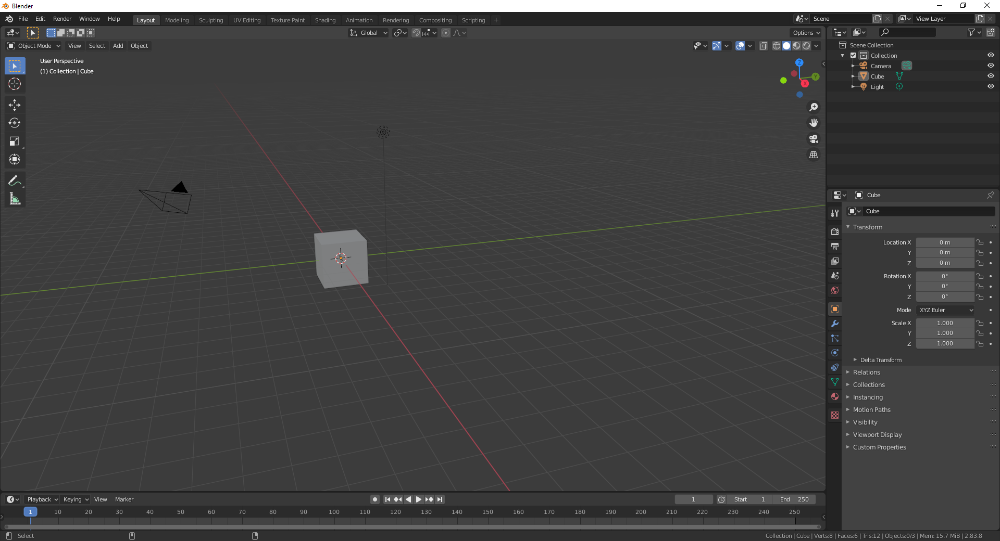 Blender
File Edit Render Window Help Layout Modeling Sculpting UV Editing Texture Paint Shading Animation Rendering Compositing Scripting + Scene View Layer
Global Options
Object Mode View Select Add Object
User Perspective
(1) Collection | Cube
Z
Y
X
Scene Collection
Collection
Camera
Cube
Light
Cube
Cube
Transform
Location X 0 m
Y 0 m
Z 0 m
Rotation X 0°
Y 0°
Z 0°
Mode XYZ Euler
Scale X 1.000
Y 1.000
Z 1.000
Delta Transform
Relations
Collections
Instancing
Motion Paths
Visibility
Viewport Display
Custom Properties
Playback Keying View Marker 1 Start 1 End 250
1 10 20 30 40 50 60 70 80 90 100 110 120 130 140 150 160 170 180 190 200 210 220 230 240 250
Select
Collection | Cube | Verts:8 | Faces:6 | Tris:12 | Objects:0/3 | Mem: 15.7 MiB | 2.83.8